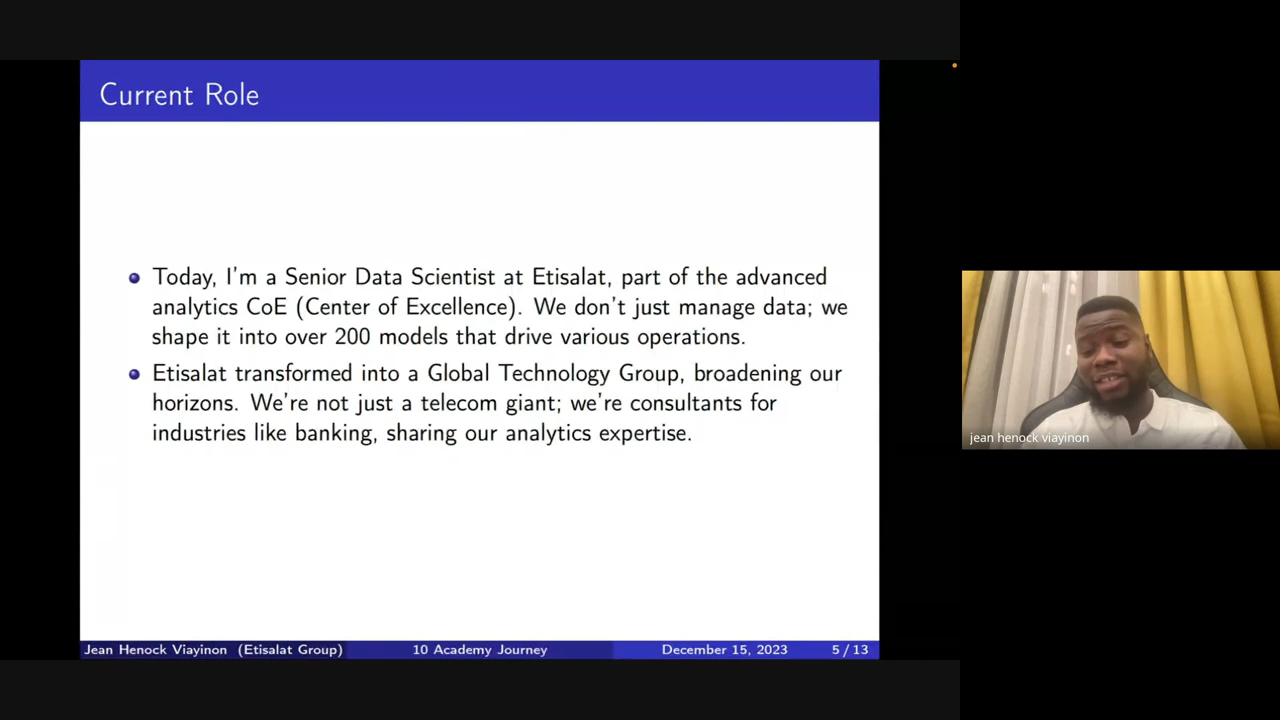 Current Role
Today, I'm a Senior Data Scientist at Etisalat, part of the advanced
analytics CoE (Center of Excellence). We don't just manage data; we
shape it into over 200 models that drive various operations.
Etisalat transformed into a Global Technology Group, broadening our
horizons. We're not just a telecom giant; we're consultants for
industries like banking, sharing our analytics expertise.
Jean Henock Viayinon (Etisalat Group) 10 Academy Journey December 15, 2023 5 / 13
jean henock viayinon